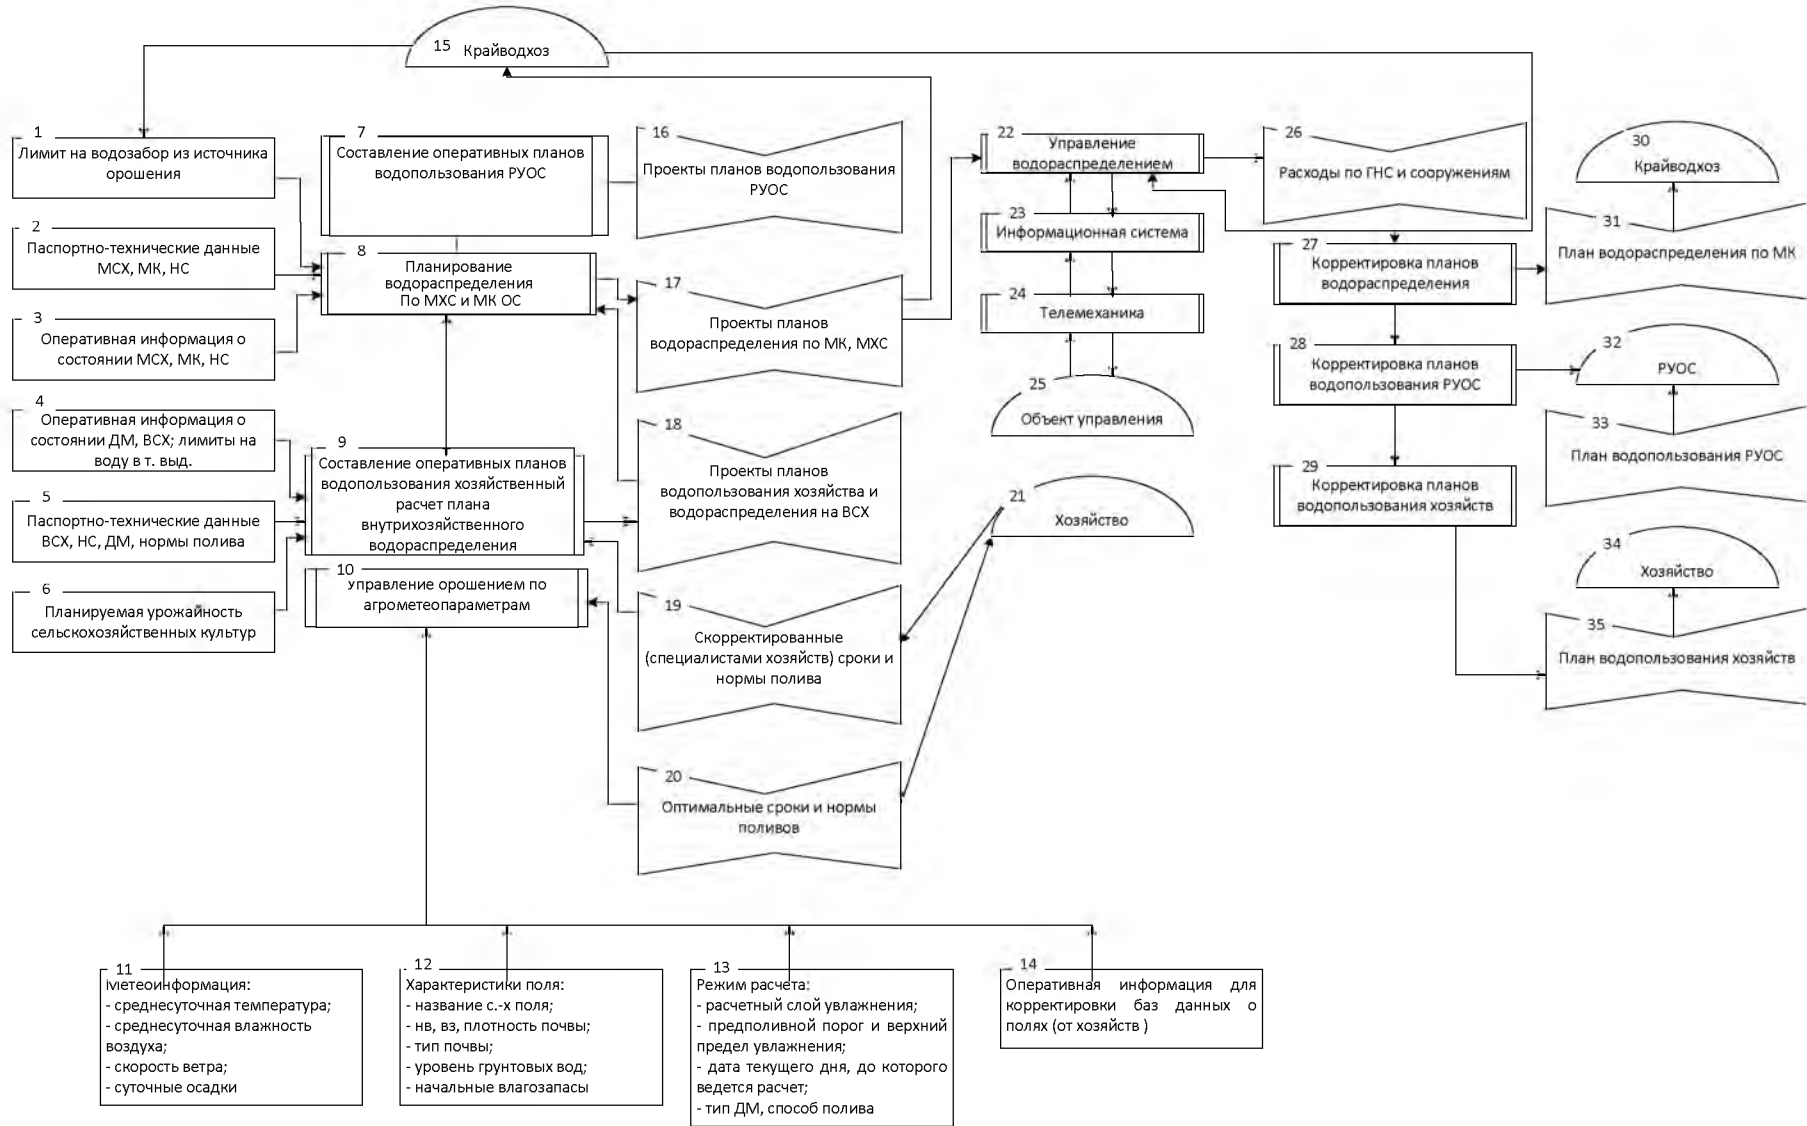 15
Крайводхоз
1
Лимит на водозабор из источника
орошения
2
Паспортно-технические данные
МСХ, МК, НС
3
Оперативная информация о
состоянии МСХ, МК, НС
4
Оперативная информация о
состоянии ДМ, ВСХ; лимиты на
воду в т. выд.
5
Паспортно-технические данные
ВСХ, НС, ДМ, нормы полива
6
Планируемая урожайность
сельскохозяйственных культур
7
Составление оперативных планов
водопользования РУОС
8
Планирование
водораспределения
По МХС и МК ОС
9
Составление оперативных планов
водопользования хозяйственный
расчет плана
внутрихозяйственного
водораспределения
10
Управление орошением по
агрометеопараметрам
16
Проекты планов водопользования
РУОС
17
Проекты планов
водораспределения по МК, МХС
18
Проекты планов
водопользования хозяйства и
водораспределения на ВСХ
19
Скорректированные
(специалистами хозяйств) сроки и
нормы полива
20
Оптимальные сроки и нормы
поливов
22
Управление
водораспределением
23
Информационная система
24
Телемеханика
25
Объект управления
21
Хозяйство
26
Расходы по ГНС и сооружениям
27
Корректировка планов
водораспределения
28
Корректировка планов
водопользования РУОС
29
Корректировка планов
водопользования хозяйств
30
Крайводхоз
31
План водораспределения по МК
32
РУОС
33
План водопользования РУОС
34
Хозяйство
35
План водопользования хозяйств
11
Метеоинформация:
- среднесуточная температура;
- среднесуточная влажность
воздуха;
- скорость ветра;
- суточные осадки
12
Характеристики поля:
- название с.-х поля;
- нв, вз, плотность почвы;
- тип почвы;
- уровень грунтовых вод;
- начальные влагозапасы
13
Режим расчета:
- расчетный слой увлажнения;
- предполивной порог и верхний
предел увлажнения;
- дата текущего дня, до которого
ведется расчет;
- тип ДМ, способ полива
14
Оперативная информация для
корректировки баз данных о
полях (от хозяйств )